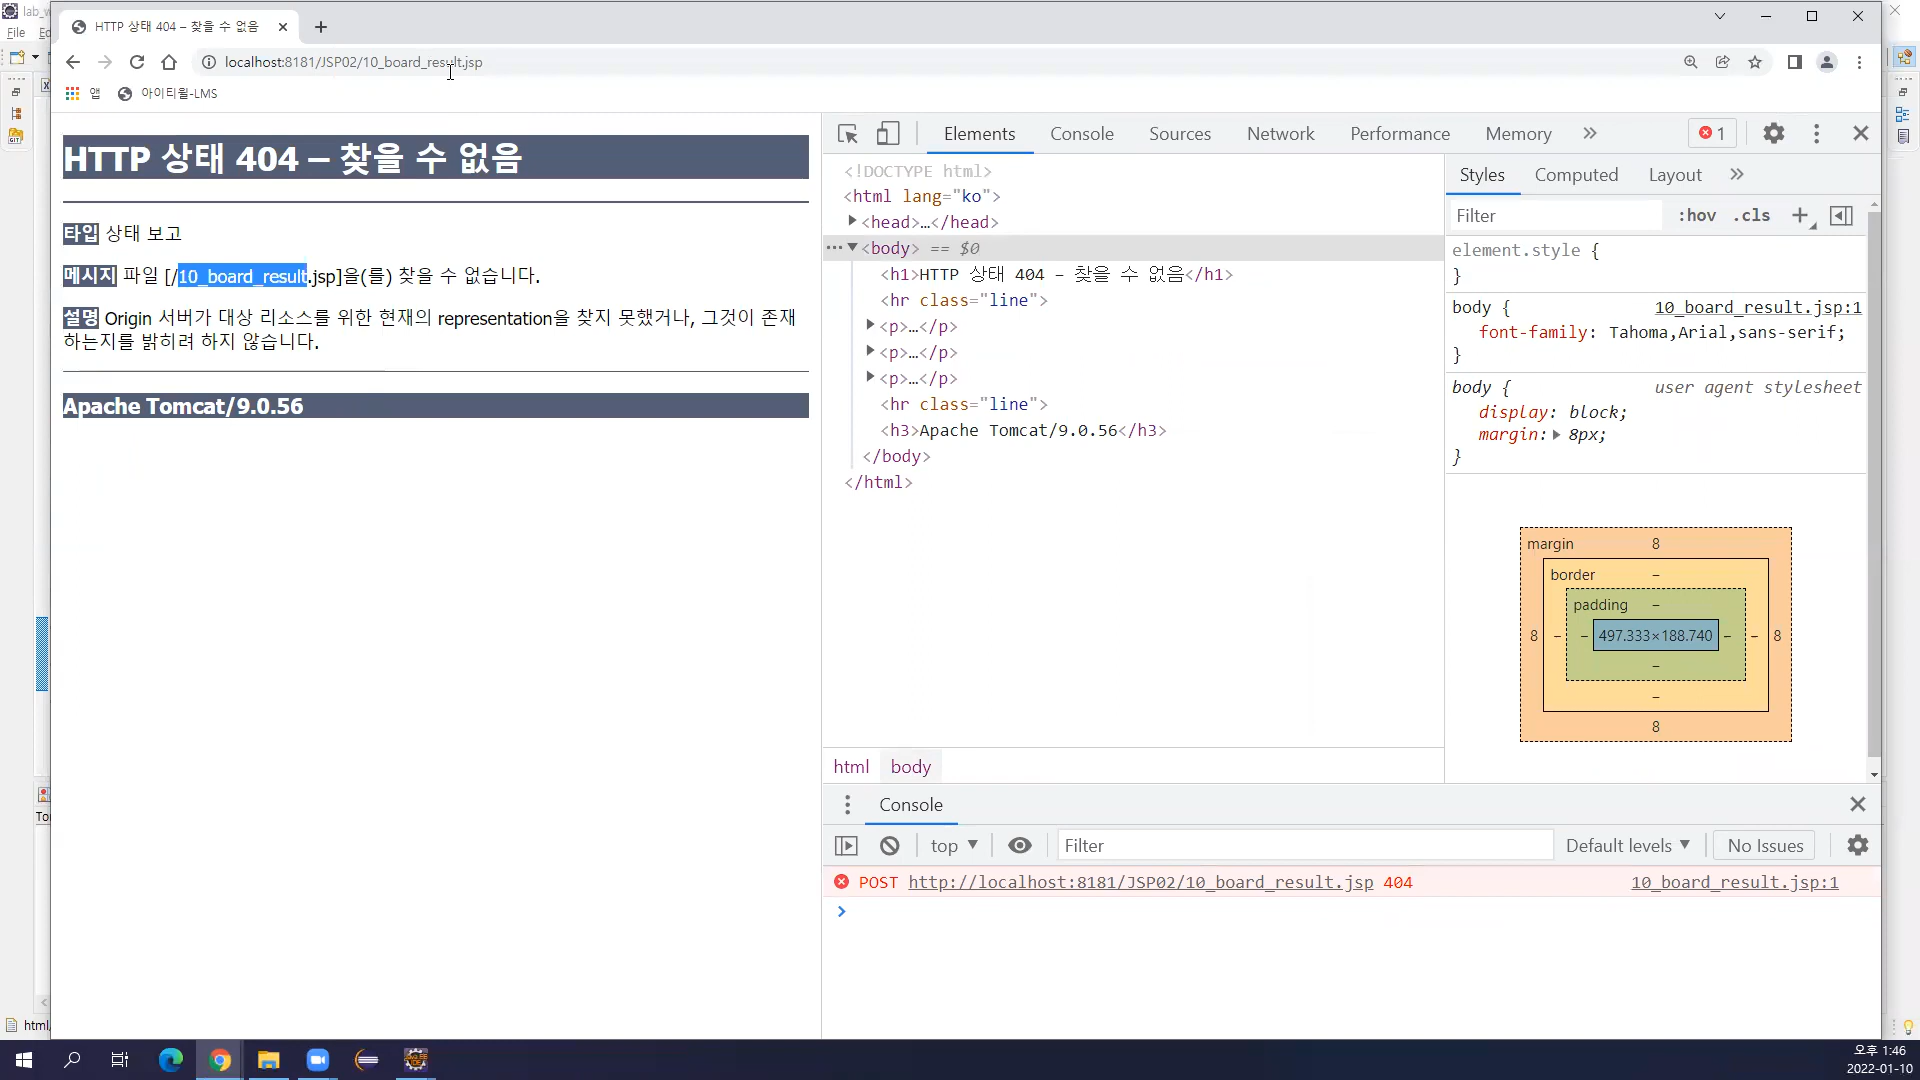 lab_w
File Ed
HTTP 상태 404 – 찾을 수 없음
localhost:8181/JSP02/10_board_result.jsp
앱 아이티윌-LMS
HTTP 상태 404 – 찾을 수 없음
타입 상태 보고
메시지 파일 [/10_board_result.jsp]을(를) 찾을 수 없습니다.
설명 Origin 서버가 대상 리소스를 위한 현재의 representation을 찾지 못했거나, 그것이 존재
하는지를 밝히려 하지 않습니다.
Apache Tomcat/9.0.56
Elements Console Sources Network Performance Memory » 1
<!DOCTYPE html>
<html lang="ko">
<head>…</head>
<body> == $0
<h1>HTTP 상태 404 – 찾을 수 없음</h1>
<hr class="line">
<p>…</p>
<p>…</p>
<p>…</p>
<hr class="line">
<h3>Apache Tomcat/9.0.56</h3>
</body>
</html>
html body
Styles Computed Layout »
Filter :hov .cls
element.style {
}
body { 10_board_result.jsp:1
font-family: Tahoma,Arial,sans-serif;
}
body { user agent stylesheet
display: block;
margin: 8px;
}
margin 8
border –
padding –
8 – – 497.333×188.740 – – 8
–
–
8
Console
top Filter Default levels No Issues
POST http://localhost:8181/JSP02/10_board_result.jsp 404 10_board_result.jsp:1
Tor
html/
오후 1:46
2022-01-10